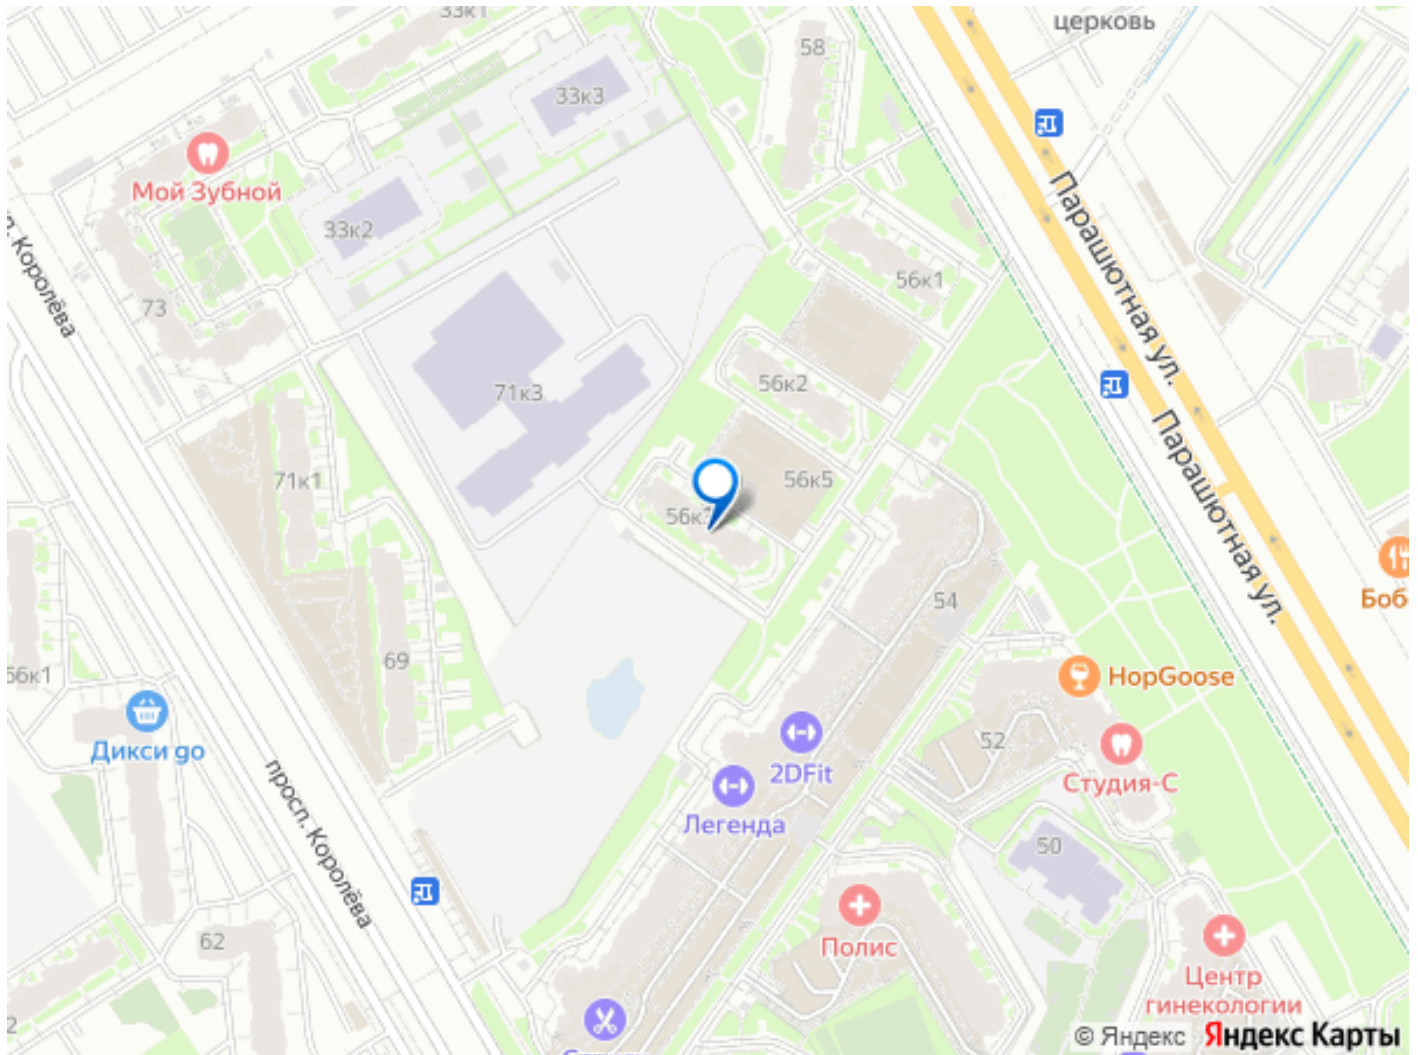 33к1
церковь
58
33к3
Мой Зубной
33к2
Парашютная ул.
п. Королёва
56к1
73
56к2
71к3
71к1
56к5
Парашютная ул.
54
Боб
69
66к1
HopGoose
52
Дикси go
2DFit
Студия-С
Легенда
просп. Королёва
50
62
Полис
Центр
гинекологии
2
© Яндекс Яндекс Карты